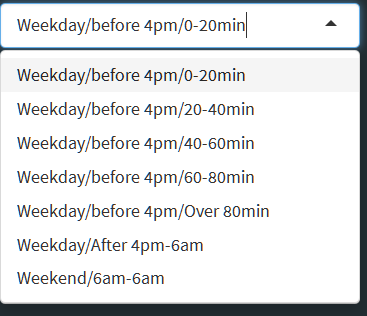 Weekday/before 4pm/0-20min
Weekday/before 4pm/0-20min
Weekday/before 4pm/20-40min
Weekday/before 4pm/40-60min
Weekday/before 4pm/60-80min
Weekday/before 4pm/Over 80min
Weekday/After 4pm-6am
Weekend/6am-6am